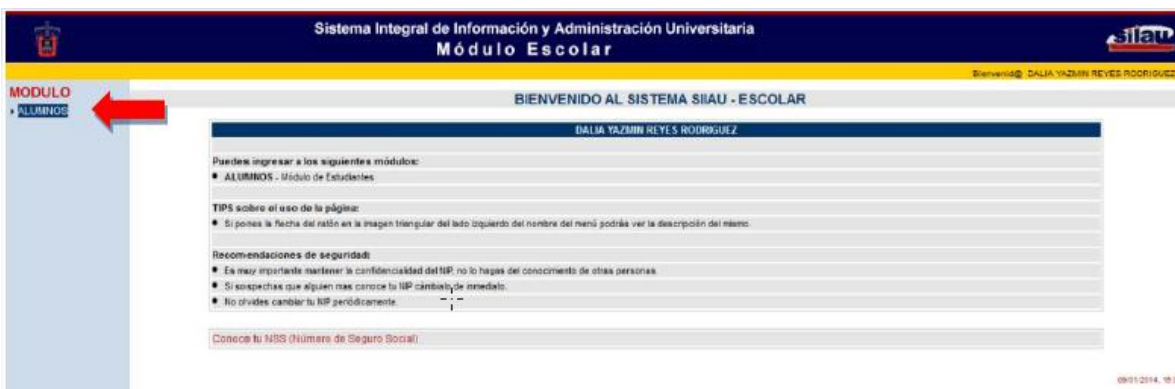 Sistema Integral de Información y Administración Universitaria
Módulo Escolar
siiau
Bienvenid@ DALIA YAZMIN REYES RODRIGUEZ
MODULO
ALUMNOS
BIENVENIDO AL SISTEMA SIIAU - ESCOLAR
DALIA YAZMIN REYES RODRIGUEZ
Puedes ingresar a los siguientes módulos:
ALUMNOS - Módulo de Estudiantes
TIPS sobre el uso de la página:
Si pones la flecha del ratón en la imagen triangular del lado izquierdo del nombre del menú podrás ver la descripción del mismo.
Recomendaciones de seguridad:
Es muy importante mantener la confidencialidad del NIP, no lo hagas del conocimiento de otras personas.
Si sospechas que alguien mas conoce tu NIP cámbialo de inmediato.
No olvides cambiar tu NIP periódicamente.
Conoce tu NSS (Número de Seguro Social)
09/01/2014,